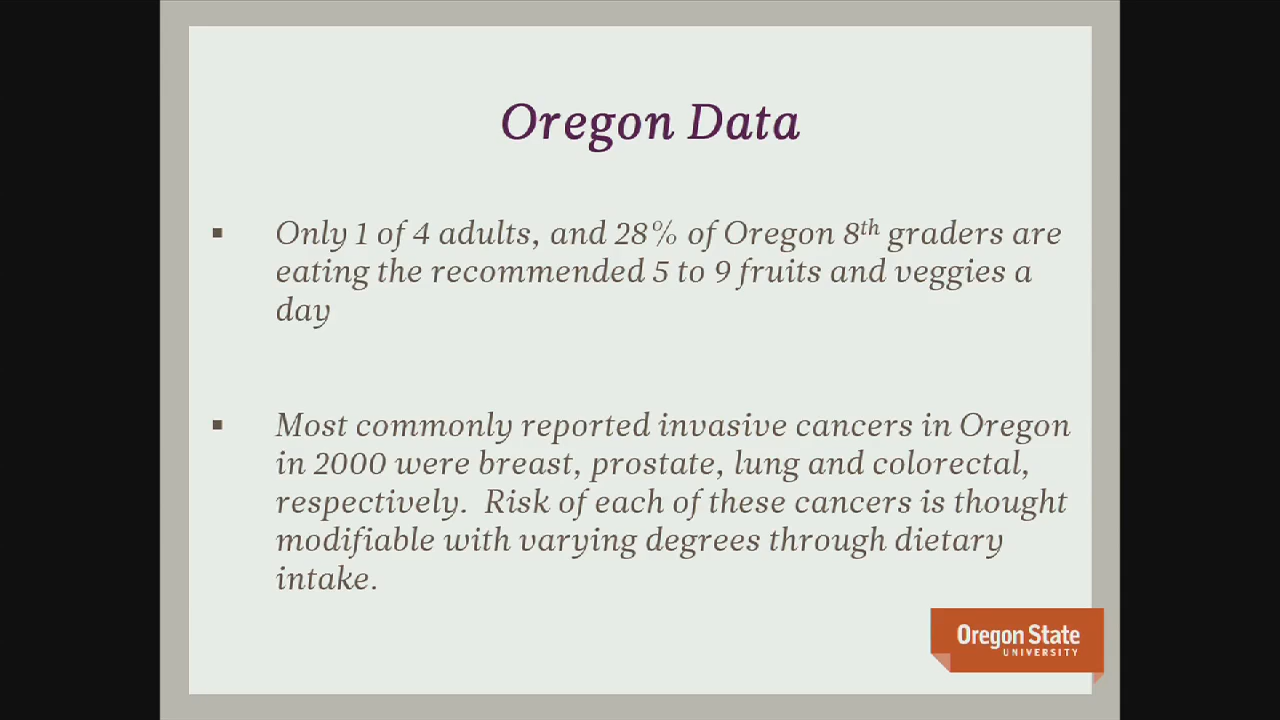 Oregon Data
▪ Only 1 of 4 adults, and 28% of Oregon 8th graders are
eating the recommended 5 to 9 fruits and veggies a
day
▪ Most commonly reported invasive cancers in Oregon
in 2000 were breast, prostate, lung and colorectal,
respectively.  Risk of each of these cancers is thought
modifiable with varying degrees through dietary
intake.
Oregon State
UNIVERSITY